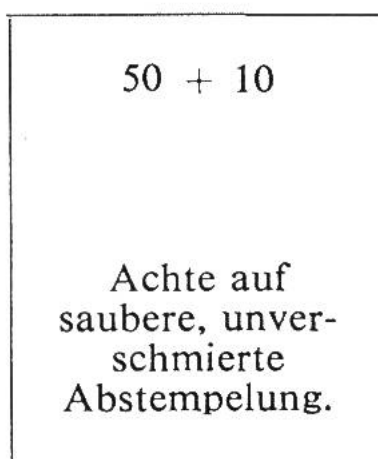 50 + 10
Achte auf
saubere, unver-
schmierte
Abstempelung.